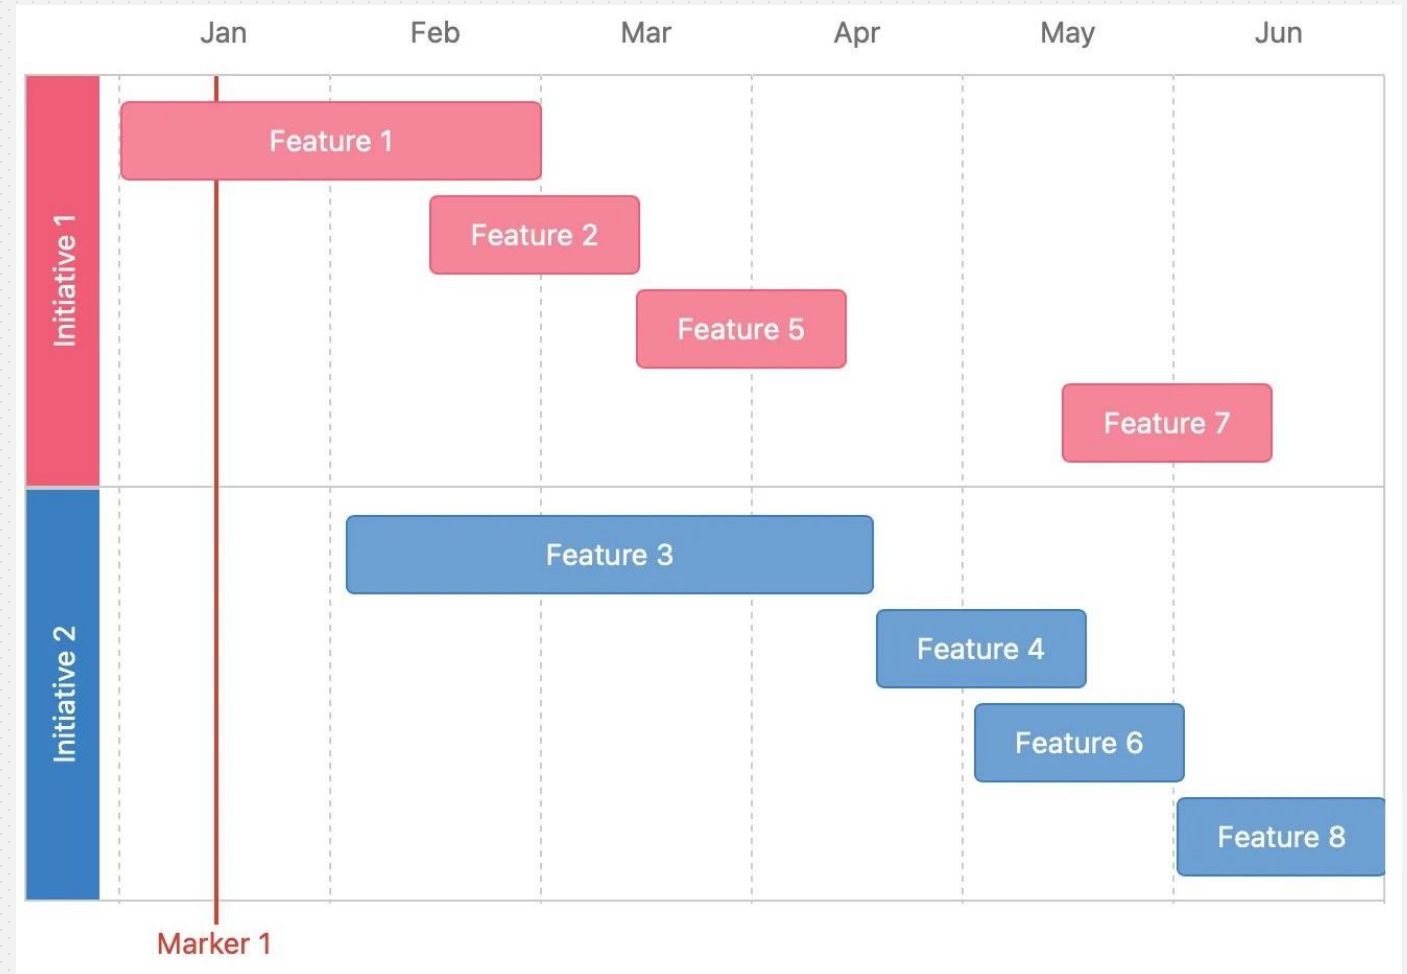 Jan
Feb
Mar
Apr
May
Jun
Initiative 1
Feature 1
Feature 2
Feature 5
Feature 7
Initiative 2
Feature 3
Feature 4
Feature 6
Feature 8
Marker 1